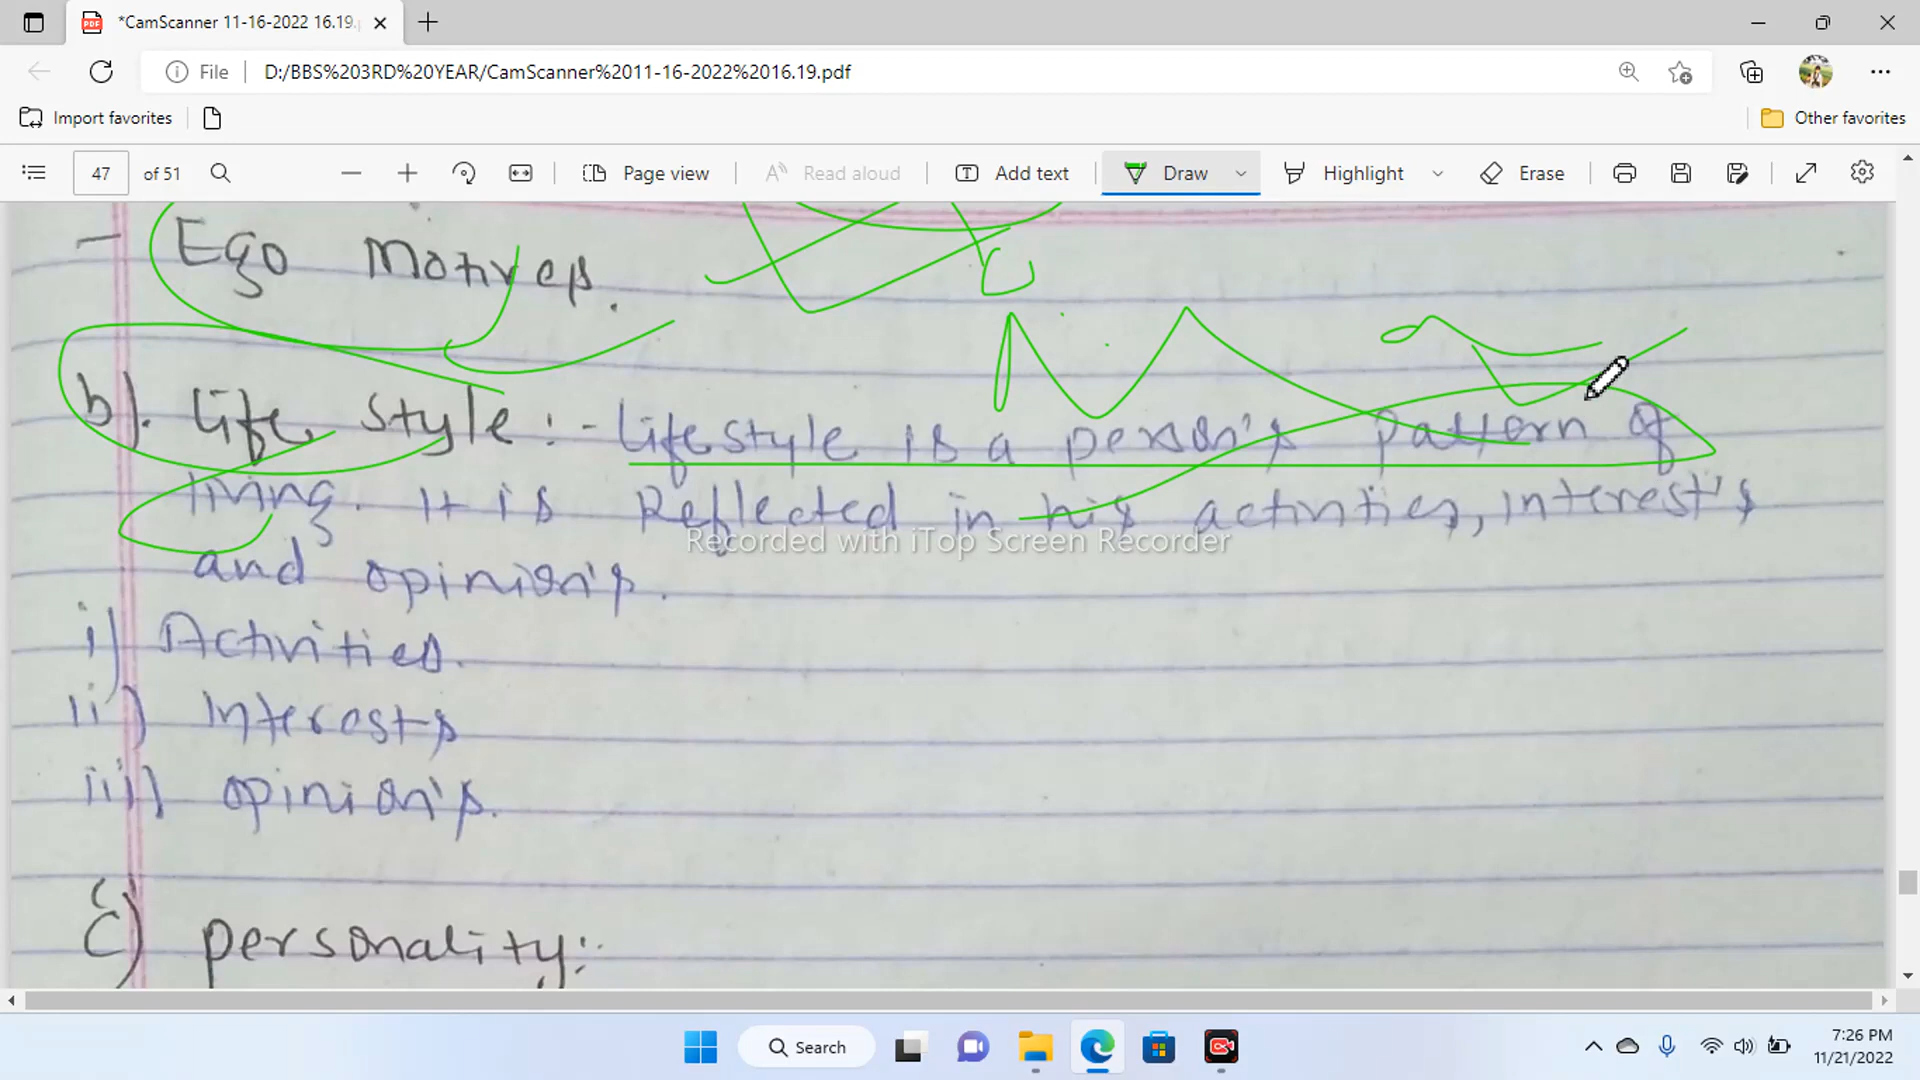 *CamScanner 11-16-2022 16.19.
File D:/BBS%203RD%20YEAR/CamScanner%2011-16-2022%2016.19.pdf
Import favorites
Other favorites
47 of 51
Page view
Read aloud
Add text
Draw
Highlight
Erase
- Ego Motives.
b). Life Style :- Lifestyle is a person's pattern of
living. It is Reflected in his activities, interest's
and opinion's.
i) Activities.
ii) Interests
iii) opinion's.
c) personality:-
Recorded with iTop Screen Recorder
Search
7:26 PM
11/21/2022